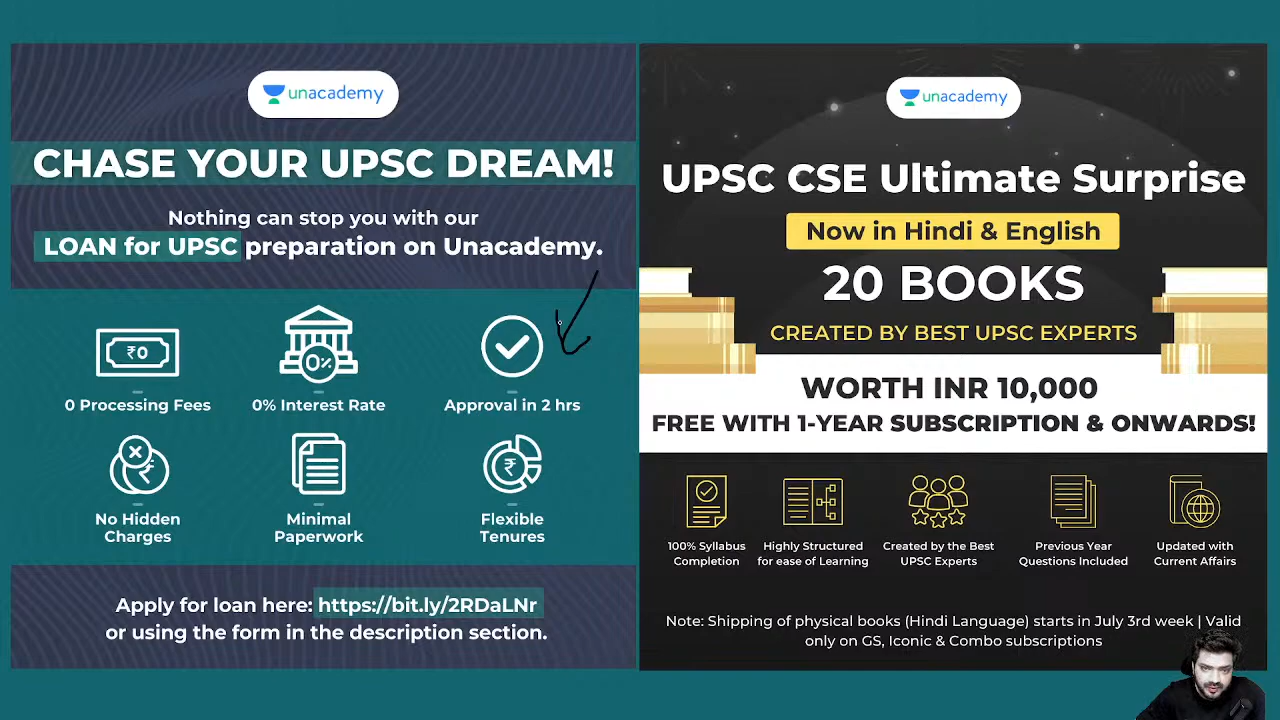 unacademy
CHASE YOUR UPSC DREAM!
Nothing can stop you with our
LOAN for UPSC preparation on Unacademy.
₹0
0%
0 Processing Fees
0% Interest Rate
Approval in 2 hrs
₹
₹
No Hidden
Charges
Minimal
Paperwork
Flexible
Tenures
Apply for loan here: https://bit.ly/2RDaLNr
or using the form in the description section.
unacademy
UPSC CSE Ultimate Surprise
Now in Hindi & English
20 BOOKS
CREATED BY BEST UPSC EXPERTS
WORTH INR 10,000
FREE WITH 1-YEAR SUBSCRIPTION & ONWARDS!
100% Syllabus
Completion
Highly Structured
for ease of Learning
Created by the Best
UPSC Experts
Previous Year
Questions Included
Updated with
Current Affairs
Note: Shipping of physical books (Hindi Language) starts in July 3rd week | Valid
only on GS, Iconic & Combo subscriptions